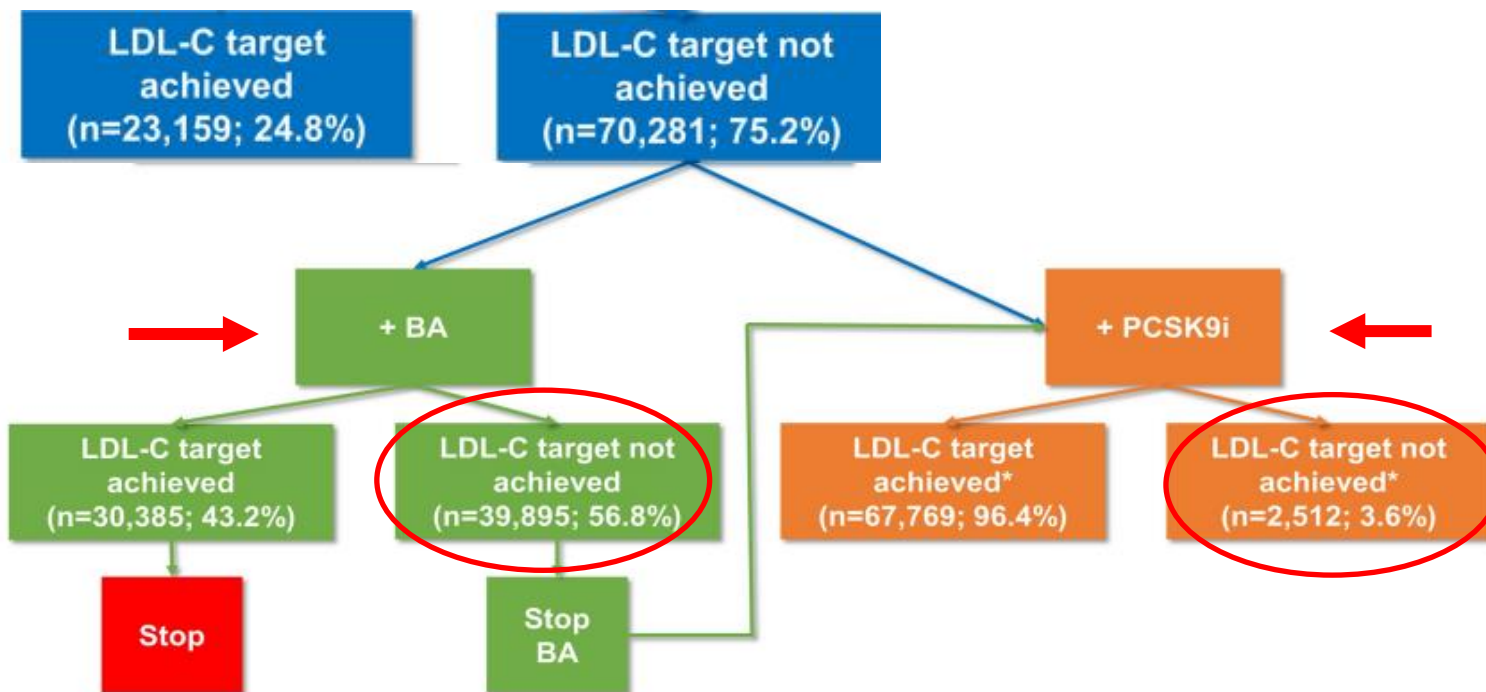 LDL-C target
achieved
(n=23,159; 24.8%)
LDL-C target not
achieved
(n=70,281; 75.2%)
+ BA
+ PCSK9i
LDL-C target
achieved
(n=30,385; 43.2%)
LDL-C target not
achieved
(n=39,895; 56.8%)
LDL-C target
achieved*
(n=67,769; 96.4%)
LDL-C target not
achieved*
(n=2,512; 3.6%)
Stop
Stop
BA